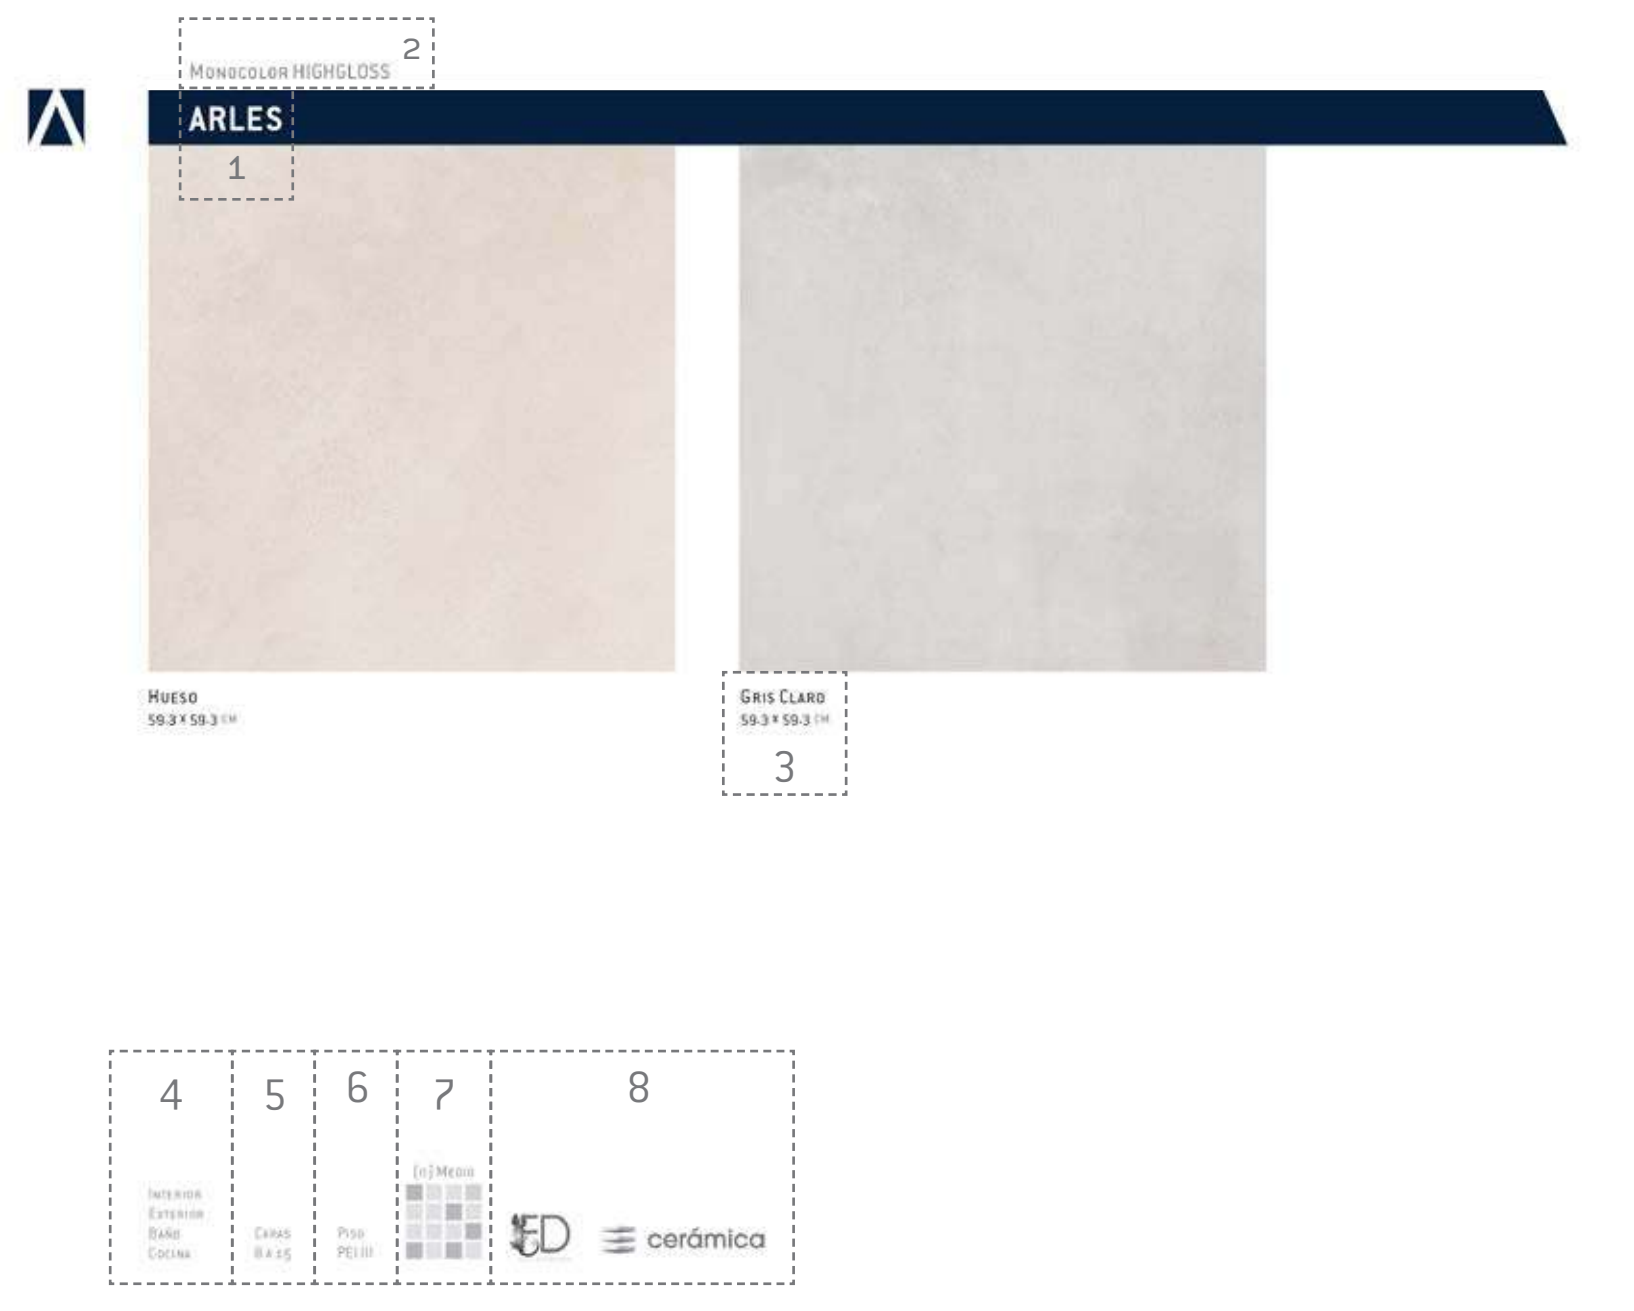 2
Monocolor HIGHGLOSS
ARLES
1
Hueso
59.3 x 59.3 CM
Gris Claro
59.3 x 59.3 CM
3
4
5
6
7
8
[n] Medio
Interior
Exterior
Baño
Cocina
Caras
8 a 15
Piso
PEI III
ED
cerámica